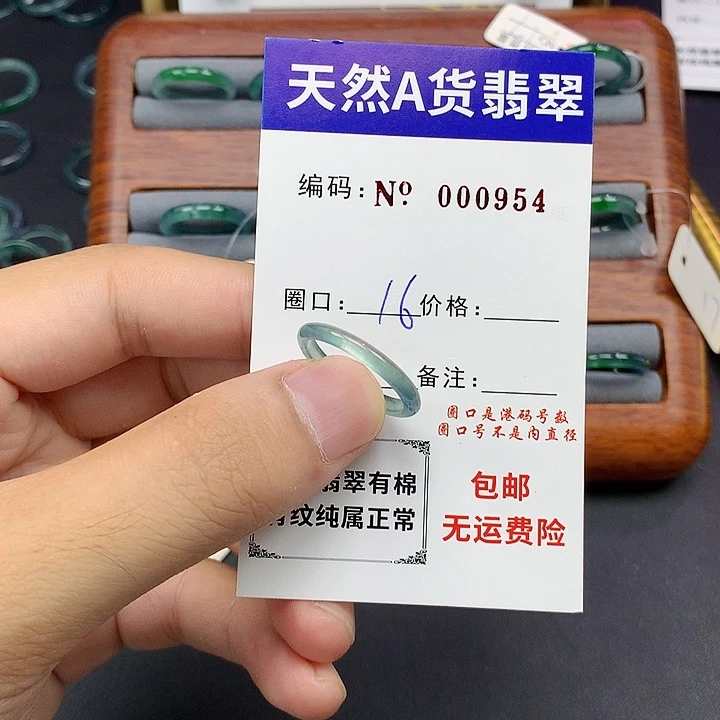 天然A货翡翠
编码: Nº 000954
圈口: 16 价格:
备注:
圈口是港码号数
圈口号不是内直径
翡翠有棉
纹纯属正常
包邮
无运费险